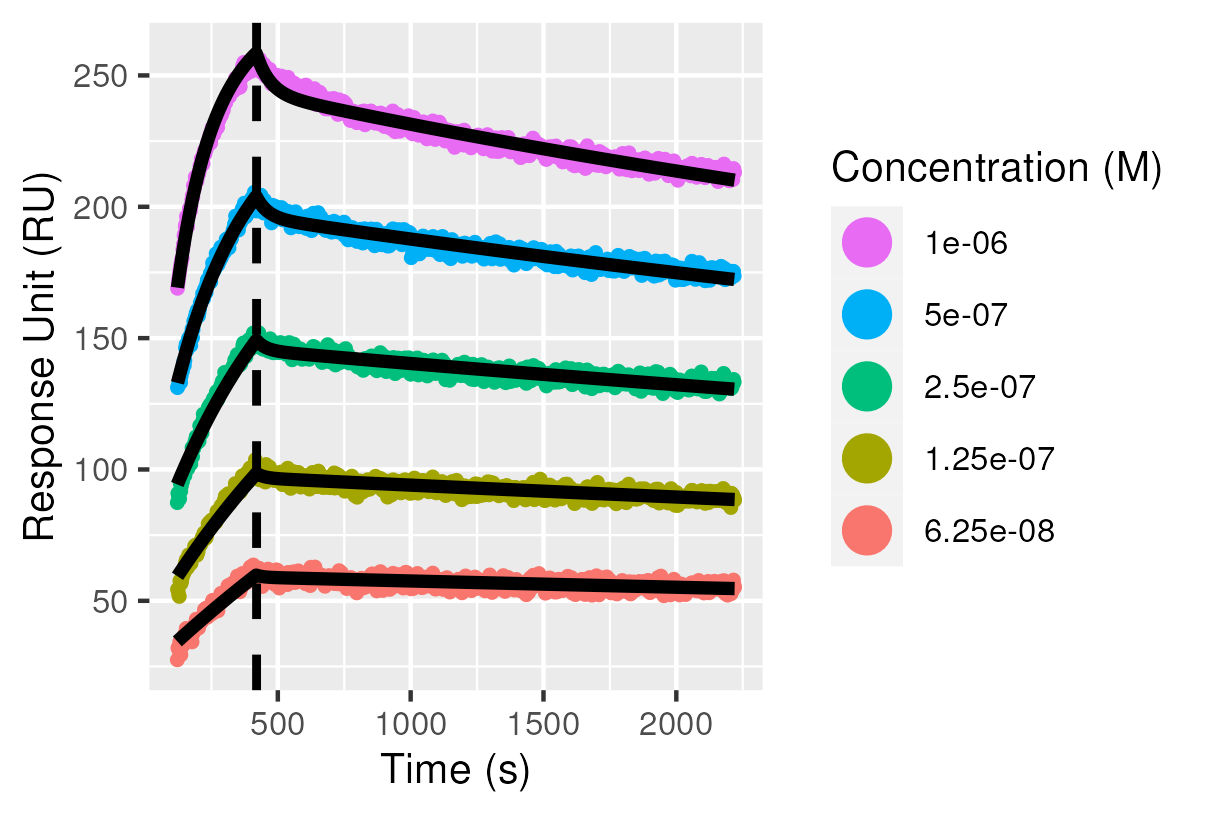 250
200
150
100
50
Response Unit (RU)
500 1000 1500 2000
Time (s)
Concentration (M)
1e-06
5e-07
2.5e-07
1.25e-07
6.25e-08